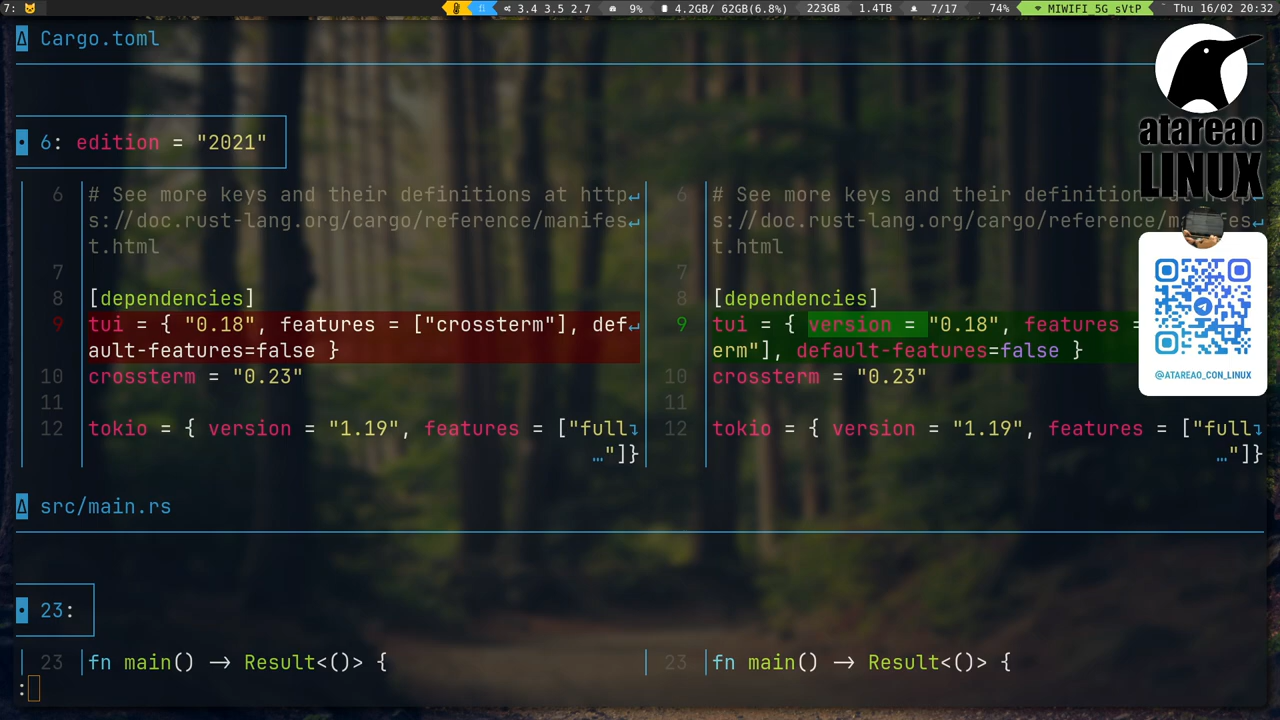 7: 3.4 3.5 2.7 9% 4.2GB/ 62GB(6.8%) 223GB 1.4TB 7/17 74% MIWIFI 5G sVtP Thu 16/02 20:32
Δ Cargo.toml
atareao
LINUX
• 6: edition = "2021"
6 # See more keys and their definitions at http↵
s://doc.rust-lang.org/cargo/reference/manifes↵
t.html
7
8 [dependencies]
9 tui = { "0.18", features = ["crossterm"], def↵
ault-features=false }
10 crossterm = "0.23"
11
12 tokio = { version = "1.19", features = ["full↴
…"]}
6 # See more keys and their definitions at http↵
s://doc.rust-lang.org/cargo/reference/manifes↵
t.html
7
8 [dependencies]
9 tui = { version = "0.18", features =
erm"], default-features=false }
10 crossterm = "0.23"
11
12 tokio = { version = "1.19", features = ["full↴
…"]}
@ATAREAO_CON_LINUX
Δ src/main.rs
• 23:
23 fn main() → Result<()> {
23 fn main() → Result<()> {
: